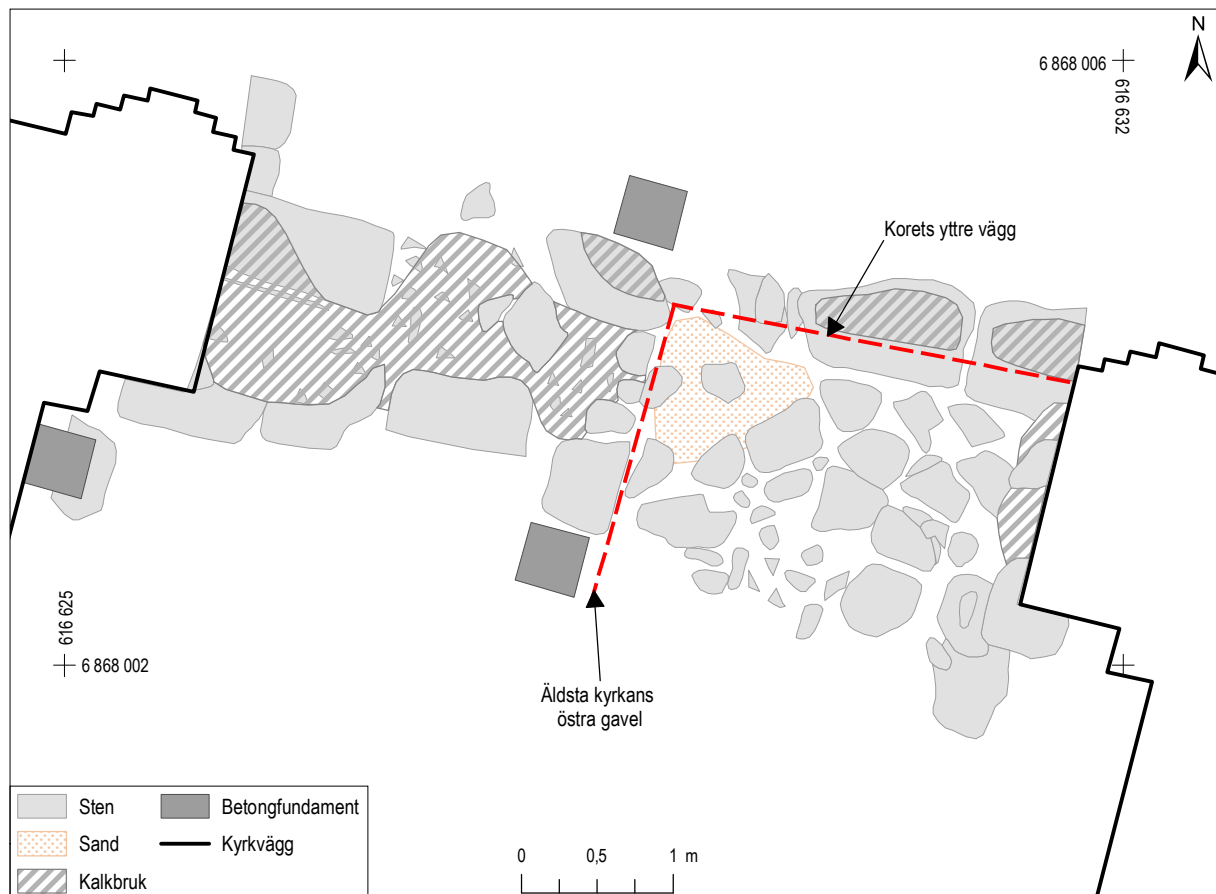 N
6 868 006
616 632
Korets yttre vägg
616 625
6 868 002
Äldsta kyrkans
östra gavel
Sten
Betongfundament
Sand
Kyrkvägg
Kalkbruk
0 0,5 1 m